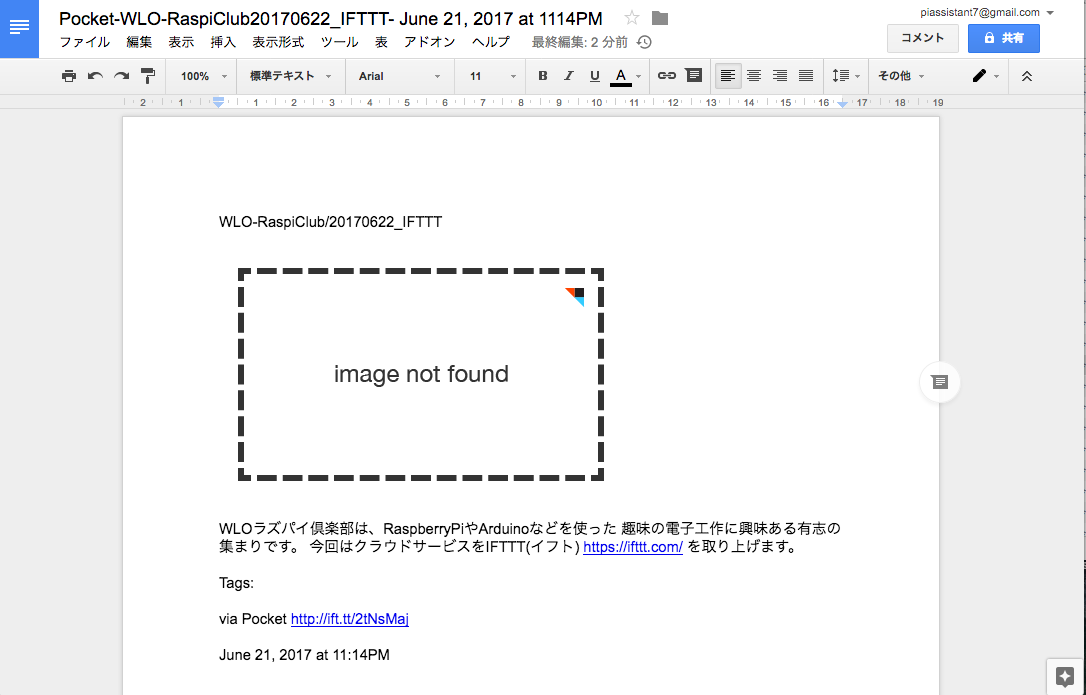 Pocket-WLO-RaspiClub20170622_IFTTT- June 21, 2017 at 1114PM
piassistant7@gmail.com
ファイル 編集 表示 挿入 表示形式 ツール 表 アドオン ヘルプ 最終編集: 2 分前
コメント 共有
100% 標準テキスト Arial 11 B I U A その他
2 1 1 2 3 4 5 6 7 8 9 10 11 12 13 14 15 16 17 18 19
WLO-RaspiClub/20170622_IFTTT
image not found
WLOラズパイ倶楽部は、RaspberryPiやArduinoなどを使った 趣味の電子工作に興味ある有志の
集まりです。 今回はクラウドサービスをIFTTT(イフト) https://ifttt.com/ を取り上げます。
Tags:
via Pocket http://ift.tt/2tNsMaj
June 21, 2017 at 11:14PM